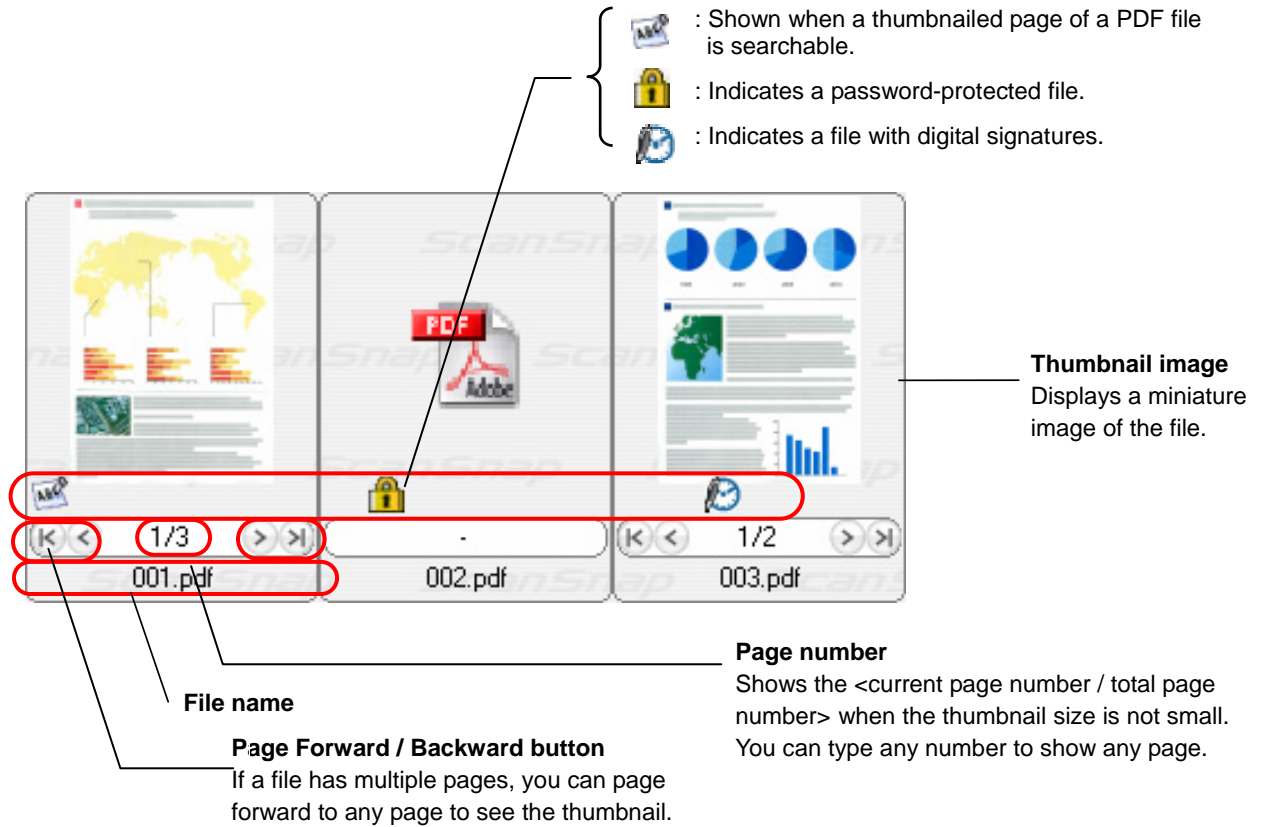 : Shown when a thumbnailed page of a PDF file
is searchable.
: Indicates a password-protected file.
: Indicates a file with digital signatures.
ScanSnap
PDF
Adobe
Thumbnail image
Displays a miniature
image of the file.
ABC
1/3
-
1/2
001.pdf
002.pdf
003.pdf
Page number
Shows the <current page number / total page
number> when the thumbnail size is not small.
You can type any number to show any page.
File name
Page Forward / Backward button
If a file has multiple pages, you can page
forward to any page to see the thumbnail.